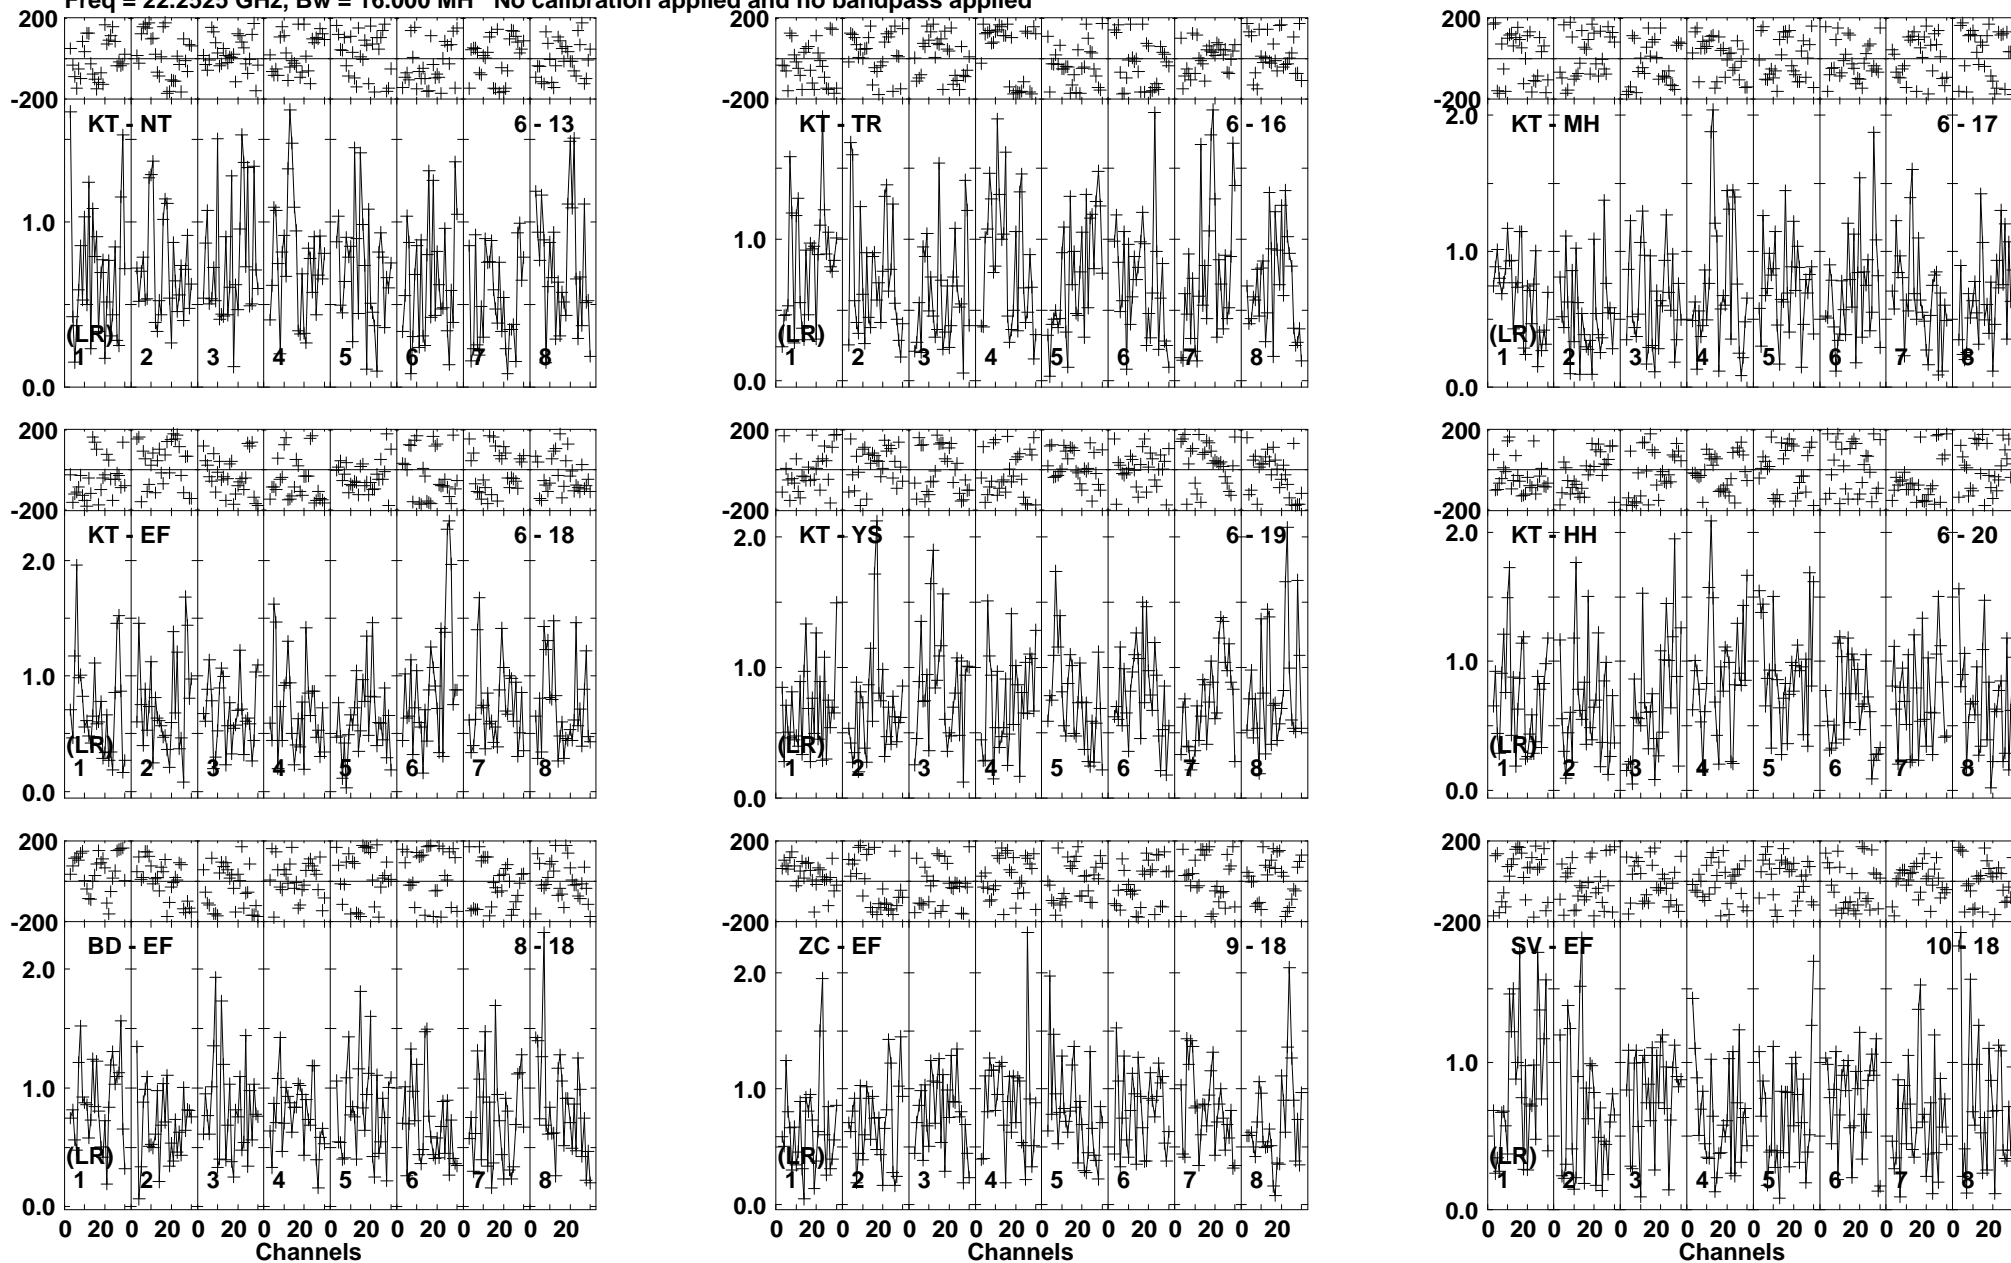 Freq = 22.2525 GHz, Bw = 16.000 MH No calibration applied and no bandpass applied
200 200 200
-200 -200 -200
KT - NT 6 - 13 KT - TR 6 - 16 KT - MH 6 - 17
2.0
1.0 1.0 1.0
(LR) (LR) (LR)
1 2 3 4 5 6 7 8 1 2 3 4 5 6 7 8 1 2 3 4 5 6 7 8
0.0 0.0 0.0
200 200 200
-200 -200 -200
KT - EF 6 - 18 KT - YS 6 - 19 KT - HH 6 - 20
2.0 2.0 2.0
1.0 1.0 1.0
(LR) (LR) (LR)
1 2 3 4 5 6 7 8 1 2 3 4 5 6 7 8 1 2 3 4 5 6 7 8
0.0 0.0 0.0
200 200 200
-200 -200 -200
BD - EF 8 - 18 ZC - EF 9 - 18 SV - EF 10 - 18
2.0 2.0
1.0 1.0 1.0
(LR) (LR) (LR)
1 2 3 4 5 6 7 8 1 2 3 4 5 6 7 8 1 2 3 4 5 6 7 8
0.0 0.0 0.0
0 20 0 20 0 20 0 20 0 20 0 20 0 20 0 20 0 20 0 20 0 20 0 20 0 20 0 20 0 20 0 20 0 20 0 20 0 20 0 20 0 20 0 20 0 20 0 20
Channels Channels Channels